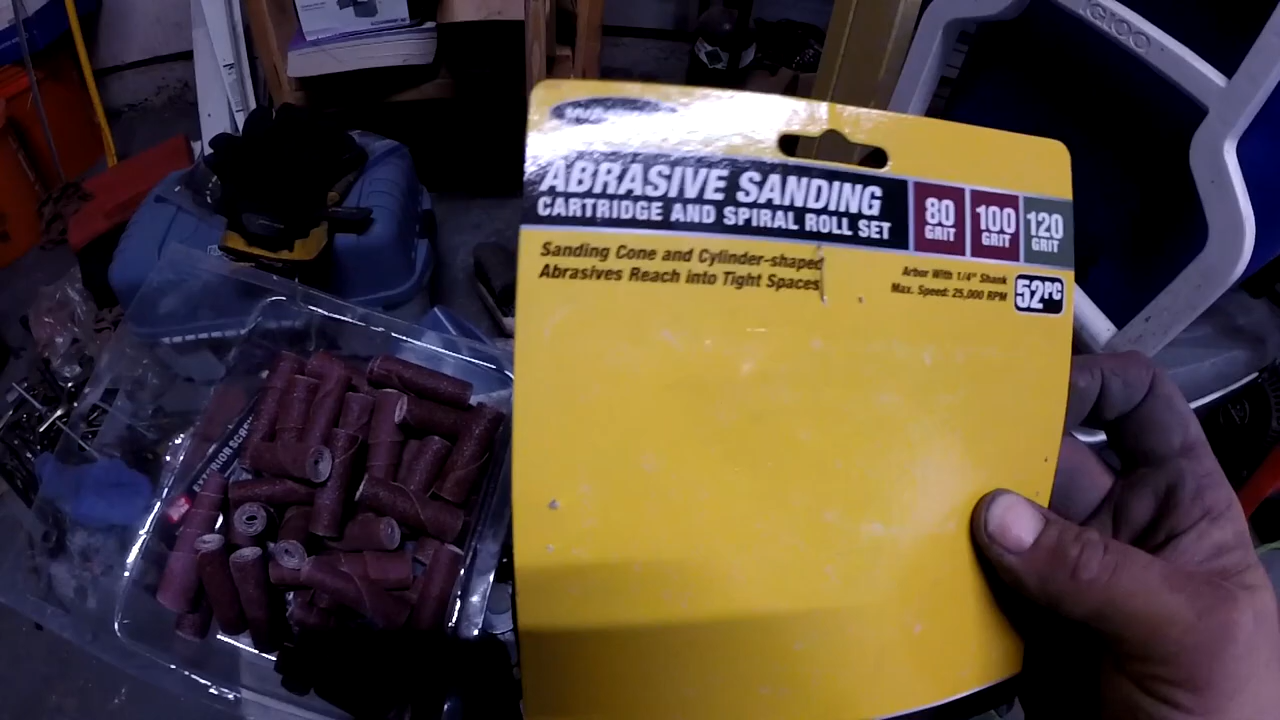 IGLOO
ABRASIVE SANDING
CARTRIDGE AND SPIRAL ROLL SET
80
GRIT
100
GRIT
120
GRIT
Sanding Cone and Cylinder-shaped
Abrasives Reach into Tight Spaces
Arbor With 1/4" Shank
Max. Speed: 25,000 RPM
52PC
EXTERIOR SCREW